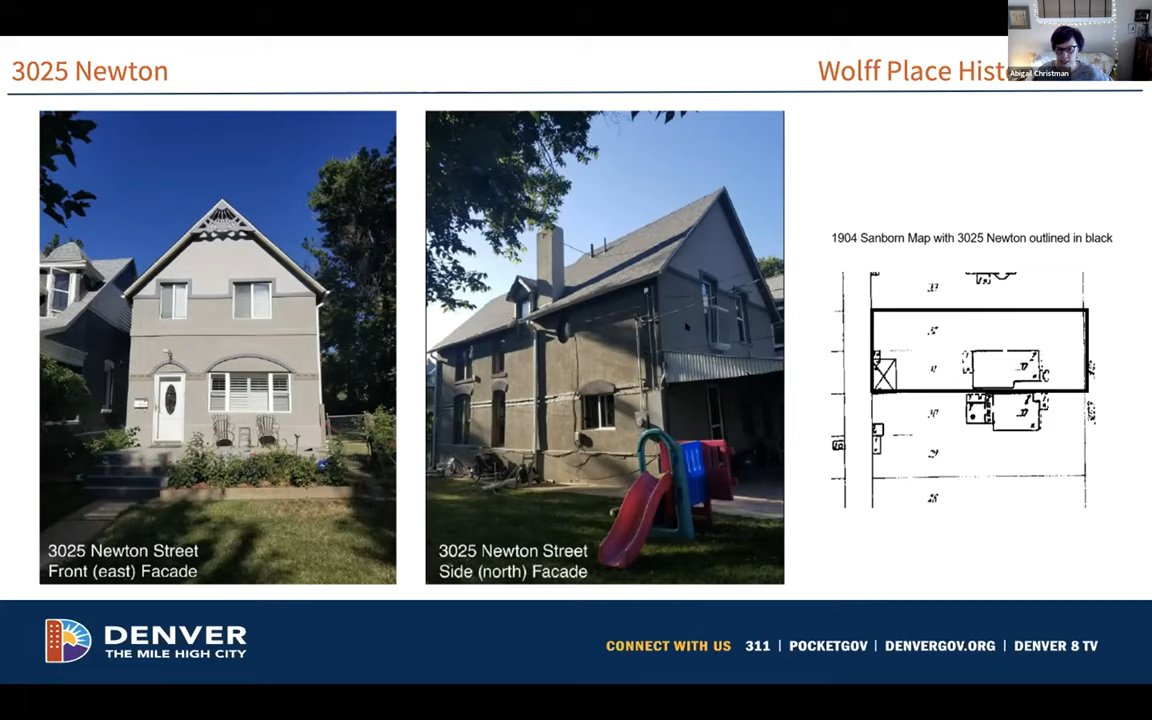 3025 Newton
Wolff Place Hist
Abigail Christman
1904 Sanborn Map with 3025 Newton outlined in black
3025 Newton Street
Front (east) Facade
3025 Newton Street
Side (north) Facade
DENVER
THE MILE HIGH CITY
CONNECT WITH US 311 | POCKETGOV | DENVERGOV.ORG | DENVER 8 TV